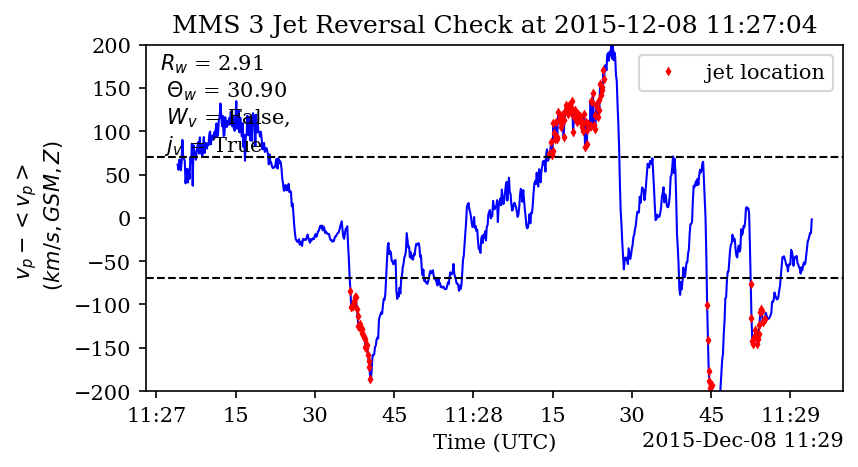 MMS 3 Jet Reversal Check at 2015-12-08 11:27:04
R_w = 2.91
Θ_w = 30.90
W_v = False,
j_v = True
jet location
v_p − < v_p >
(km/s, GSM, Z)
200
150
100
50
0
−50
−100
−150
−200
11:27 15 30 45 11:28 15 30 45 11:29
Time (UTC)
2015-Dec-08 11:29